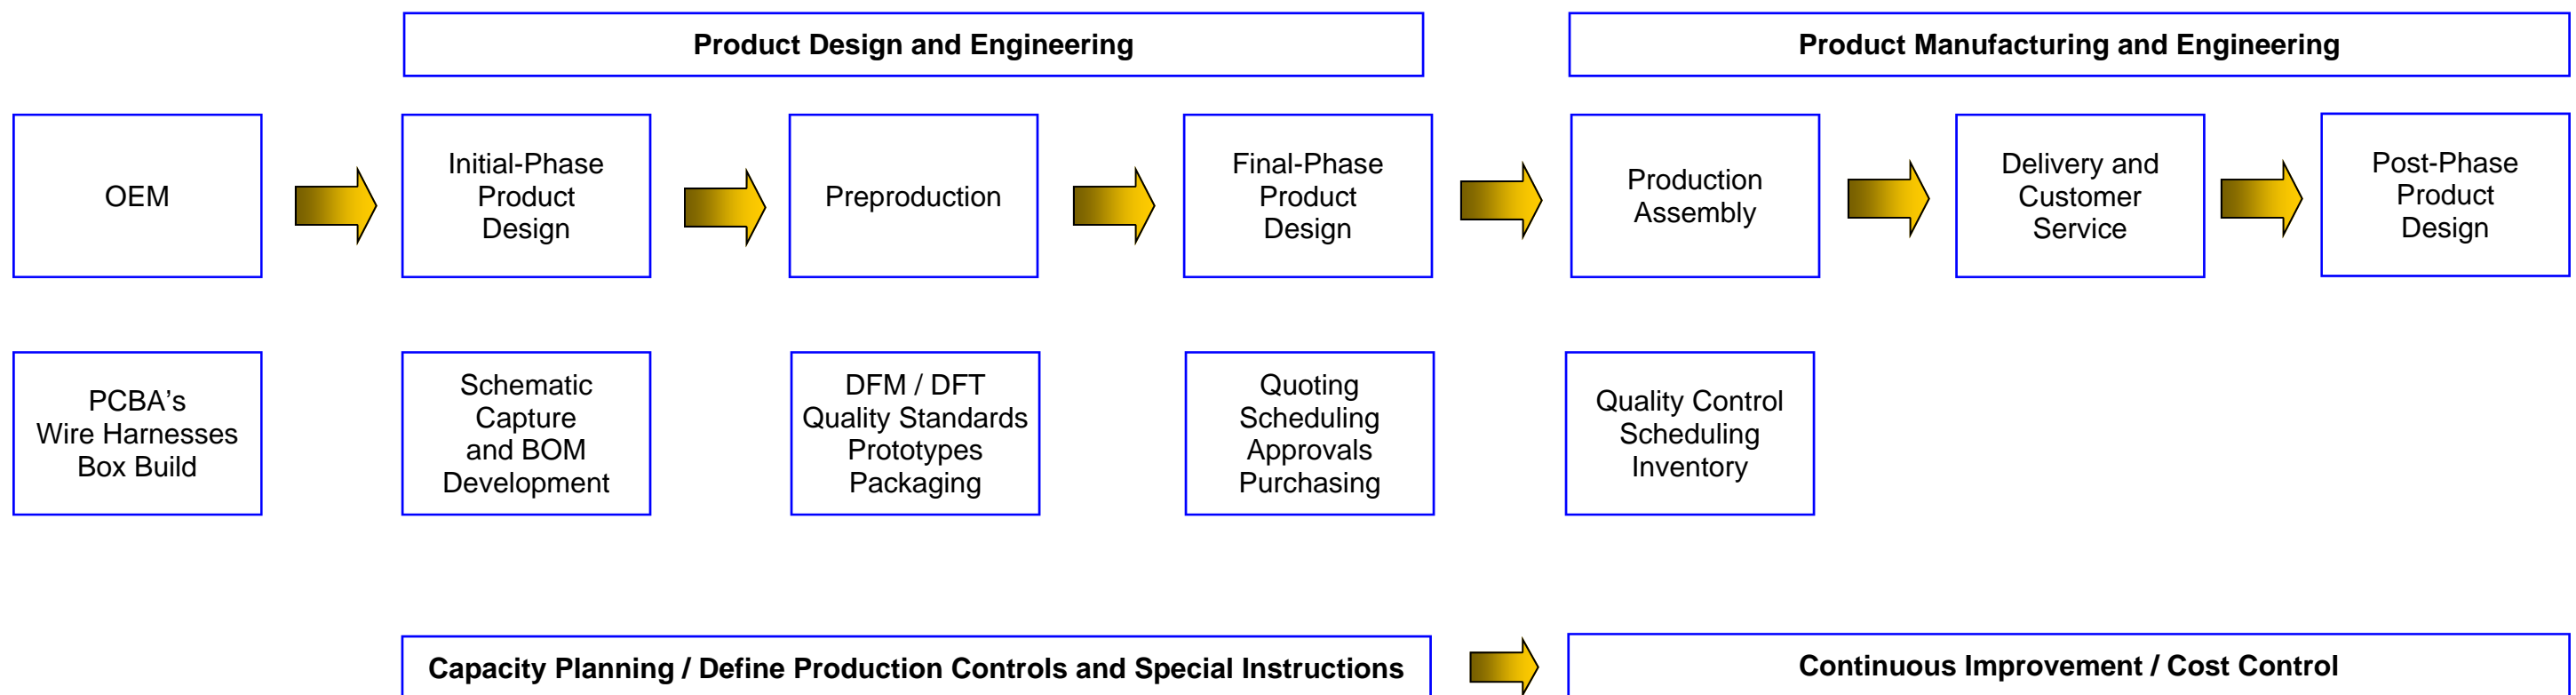 Product Design and Engineering
Product Manufacturing and Engineering
OEM
Initial-Phase
Product
Design
Preproduction
Final-Phase
Product
Design
Production
Assembly
Delivery and
Customer
Service
Post-Phase
Product
Design
PCBA’s
Wire Harnesses
Box Build
Schematic
Capture
and BOM
Development
DFM / DFT
Quality Standards
Prototypes
Packaging
Quoting
Scheduling
Approvals
Purchasing
Quality Control
Scheduling
Inventory
Capacity Planning / Define Production Controls and Special Instructions
Continuous Improvement / Cost Control